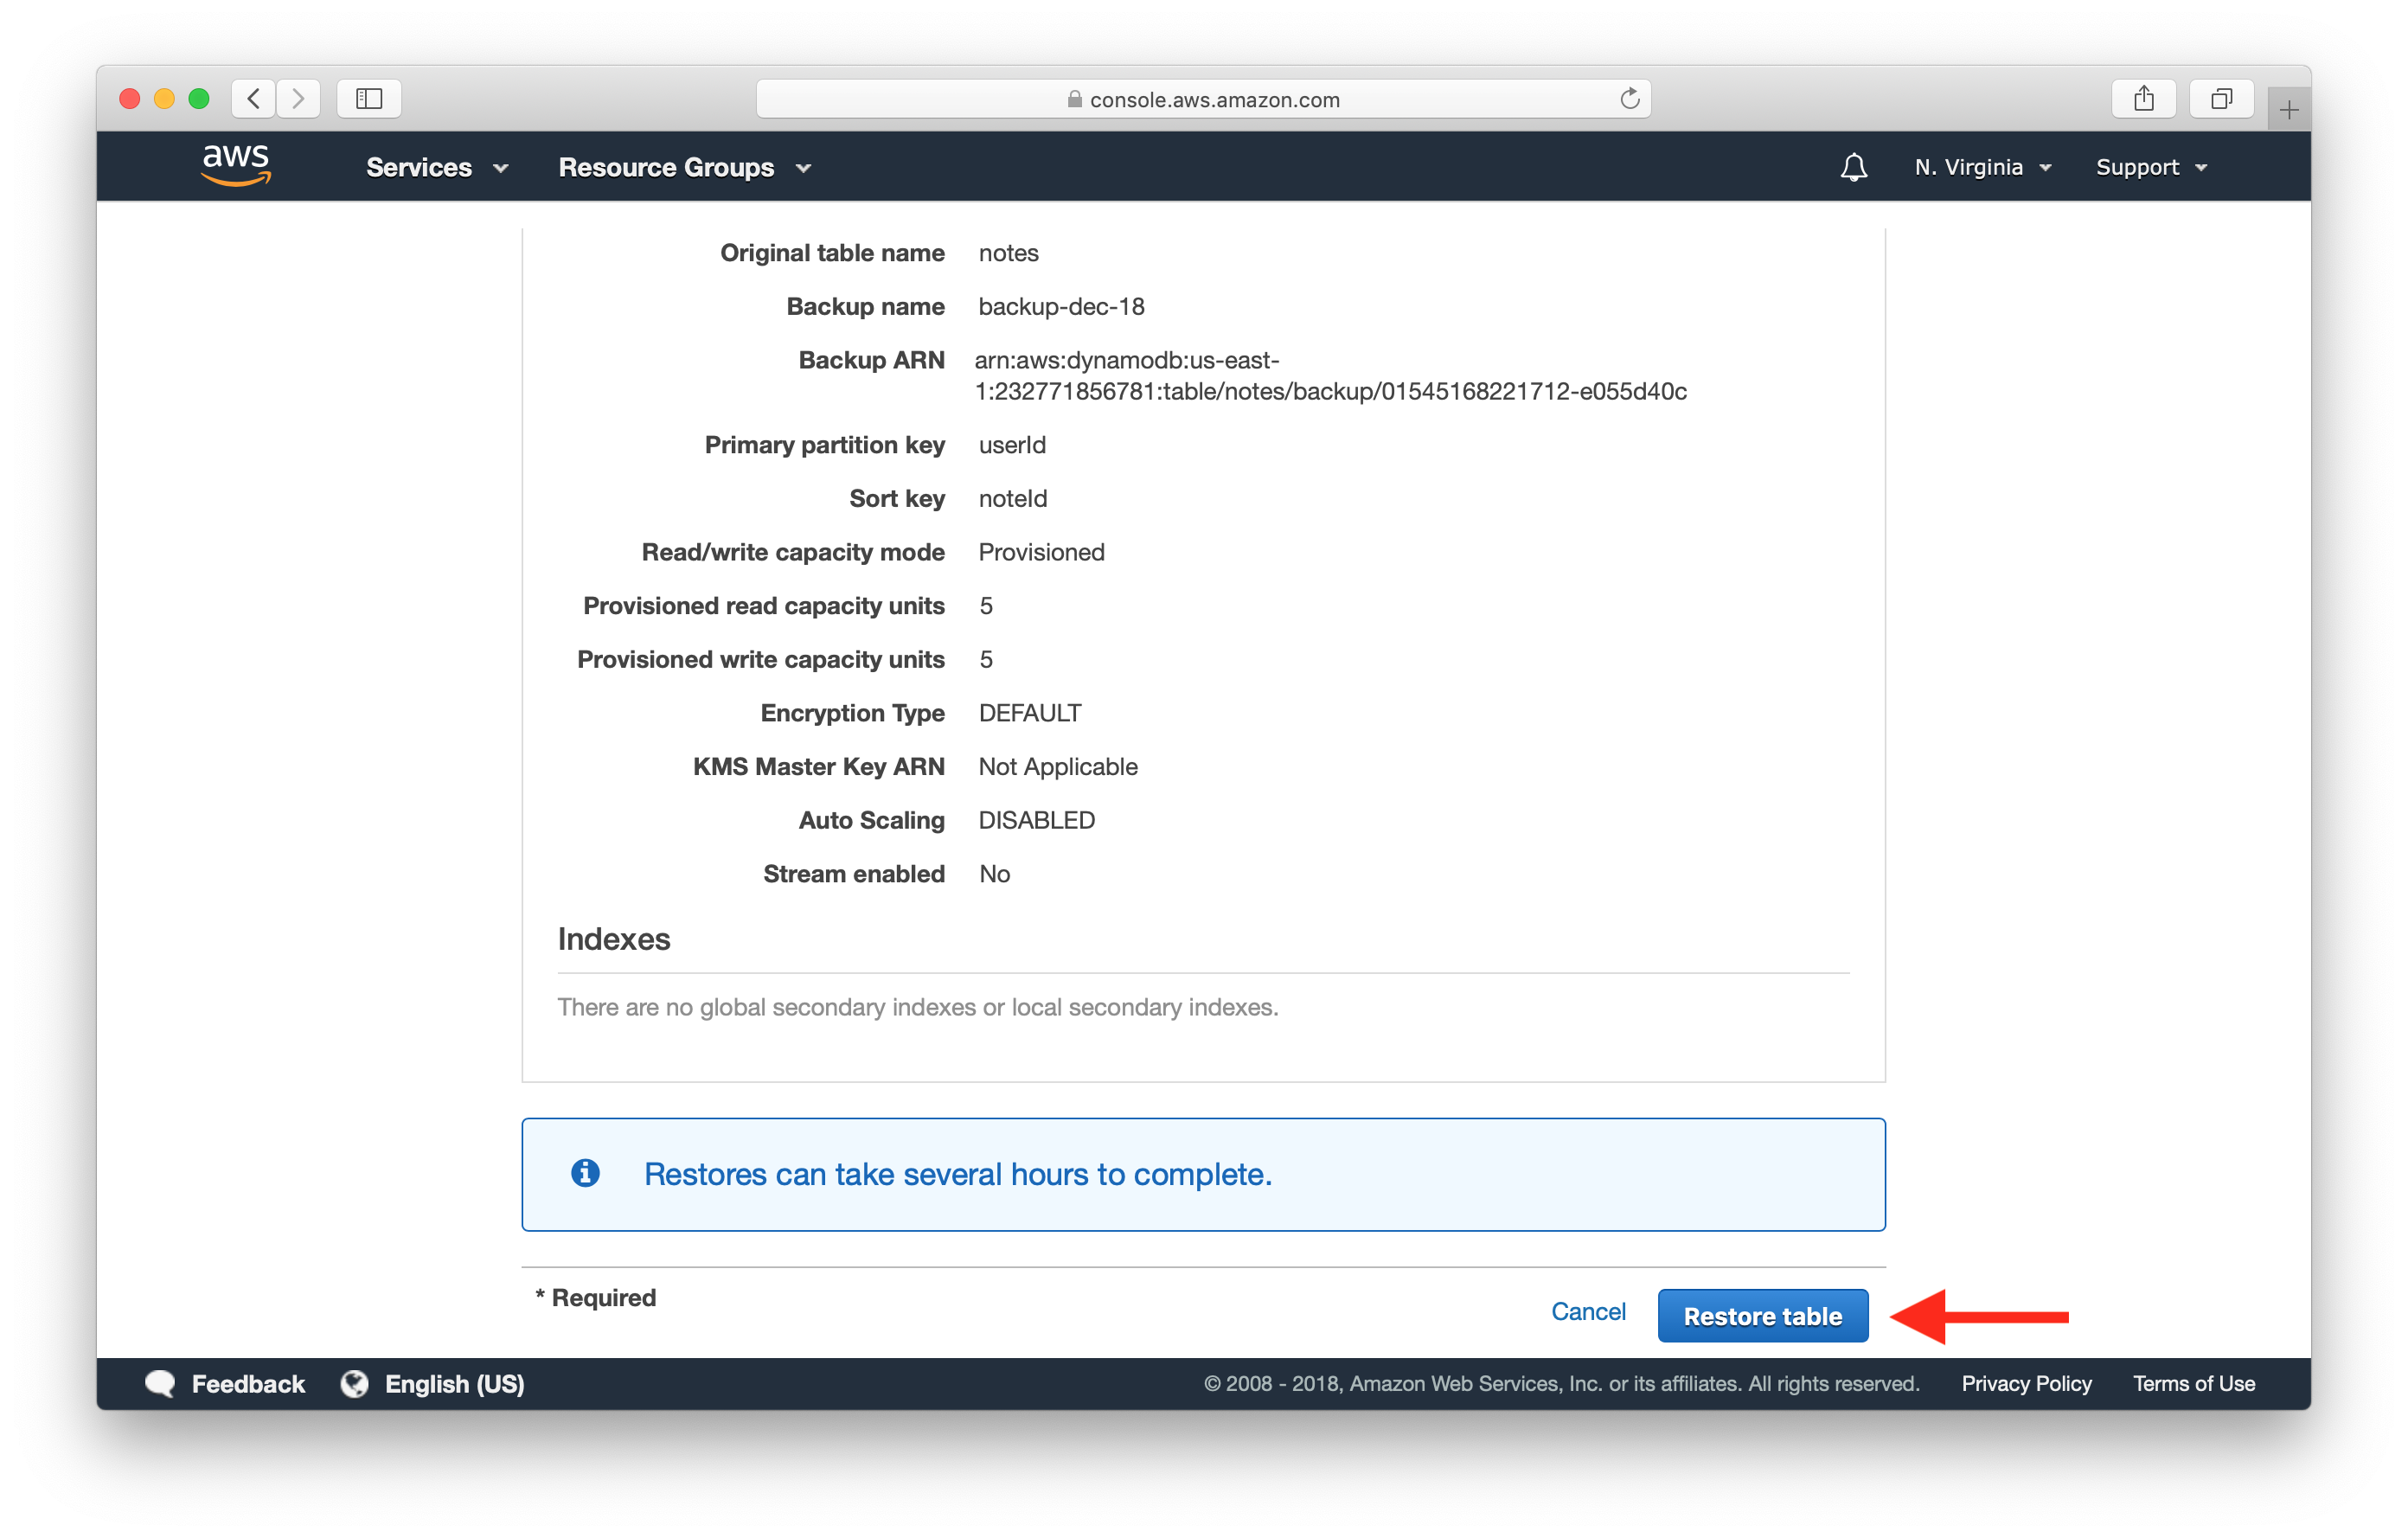 console.aws.amazon.com
aws Services Resource Groups N. Virginia Support
Original table name notes
Backup name backup-dec-18
Backup ARN arn:aws:dynamodb:us-east-
1:232771856781:table/notes/backup/01545168221712-e055d40c
Primary partition key userId
Sort key noteId
Read/write capacity mode Provisioned
Provisioned read capacity units 5
Provisioned write capacity units 5
Encryption Type DEFAULT
KMS Master Key ARN Not Applicable
Auto Scaling DISABLED
Stream enabled No
Indexes
There are no global secondary indexes or local secondary indexes.
Restores can take several hours to complete.
* Required Cancel Restore table
Feedback English (US) © 2008 - 2018, Amazon Web Services, Inc. or its affiliates. All rights reserved. Privacy Policy Terms of Use